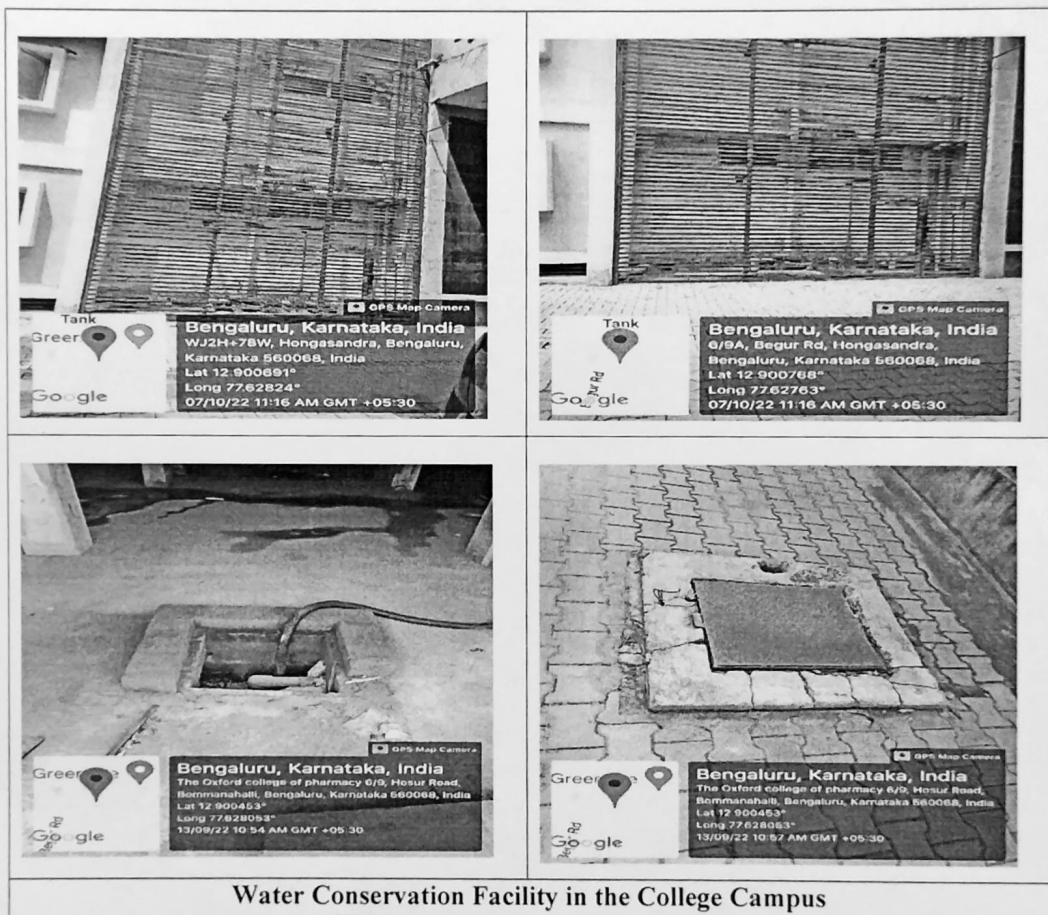 GPS Map Camera
Tank
Greer
Google
Bengaluru, Karnataka, India
WJ2H+78W, Hongasandra, Bengaluru,
Karnataka 560068, India
Lat 12.900691°
Long 77.62824°
07/10/22 11:16 AM GMT +05:30
GPS Map Camera
Tank
Google
Bengaluru, Karnataka, India
6/9A, Begur Rd, Hongasandra,
Bengaluru, Karnataka 560068, India
Lat 12.900768°
Long 77.62763°
07/10/22 11:16 AM GMT +05:30
GPS Map Camera
Google
Bengaluru, Karnataka, India
The Oxford college of pharmacy 6/9, Hosur Road,
Bommanahalli, Bengaluru, Karnataka 560068, India
Lat 12.900453°
Long 77.628053°
13/09/22 10:54 AM GMT +05:30
GPS Map Camera
Google
Bengaluru, Karnataka, India
The Oxford college of pharmacy 6/9, Hosur Road,
Bommanahalli, Bengaluru, Karnataka 560068, India
Lat 12.900453°
Long 77.628053°
13/09/22 10:57 AM GMT +05:30
Water Conservation Facility in the College Campus